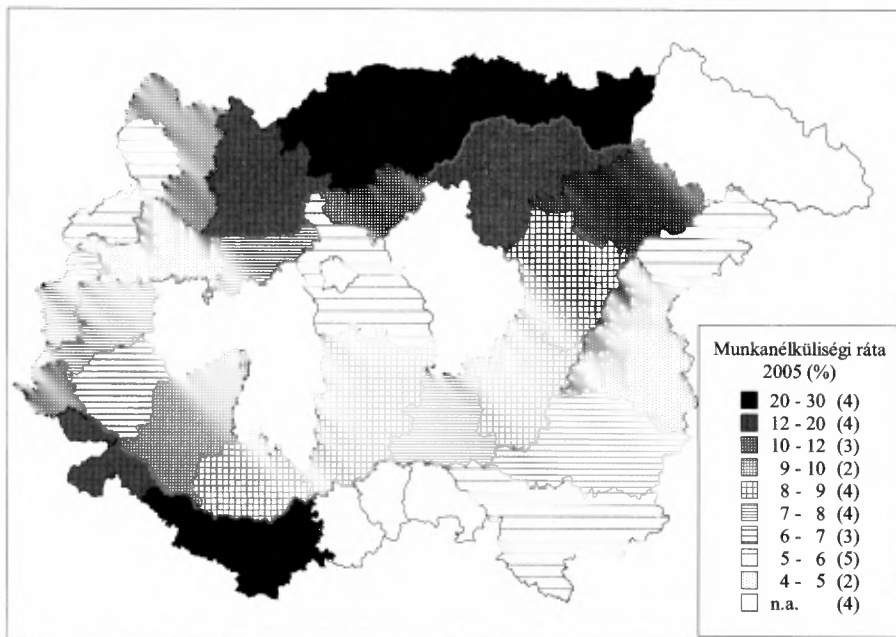 Munkanélküliségi ráta
2005 (%)
20 - 30 (4)
12 - 20 (4)
10 - 12 (3)
9 - 10 (2)
8 - 9 (4)
7 - 8 (4)
6 - 7 (3)
5 - 6 (5)
4 - 5 (2)
n.a. (4)